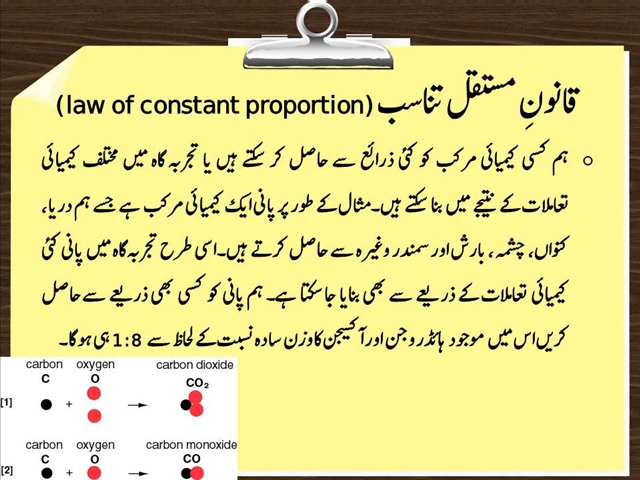 قانونِ مستقل تناسب (law of constant proportion)
ہم کسی کیمیائی مرکب کو کئی ذرائع سے حاصل کر سکتے ہیں یا تجربہ گاہ میں مختلف کیمیائی
تعاملات کے نتیجے میں بنا سکتے ہیں۔ مثال کے طور پر پانی ایک کیمیائی مرکب ہے جسے ہم دریا،
کنواں، چشمہ، بارش اور سمندر وغیرہ سے حاصل کرتے ہیں۔ اسی طرح تجربہ گاہ میں پانی کئی
کیمیائی تعاملات کے ذریعے سے بھی بنایا جا سکتا ہے۔ ہم پانی کو کسی بھی ذریعے سے حاصل
کریں اس میں موجود ہائڈروجن اور آکسیجن کا وزن سادہ نسبت کے لحاظ سے 1:8 ہی ہو گا۔
carbon oxygen carbon dioxide
C O CO₂
[1] + →
carbon oxygen carbon monoxide
C O CO
[2] + →